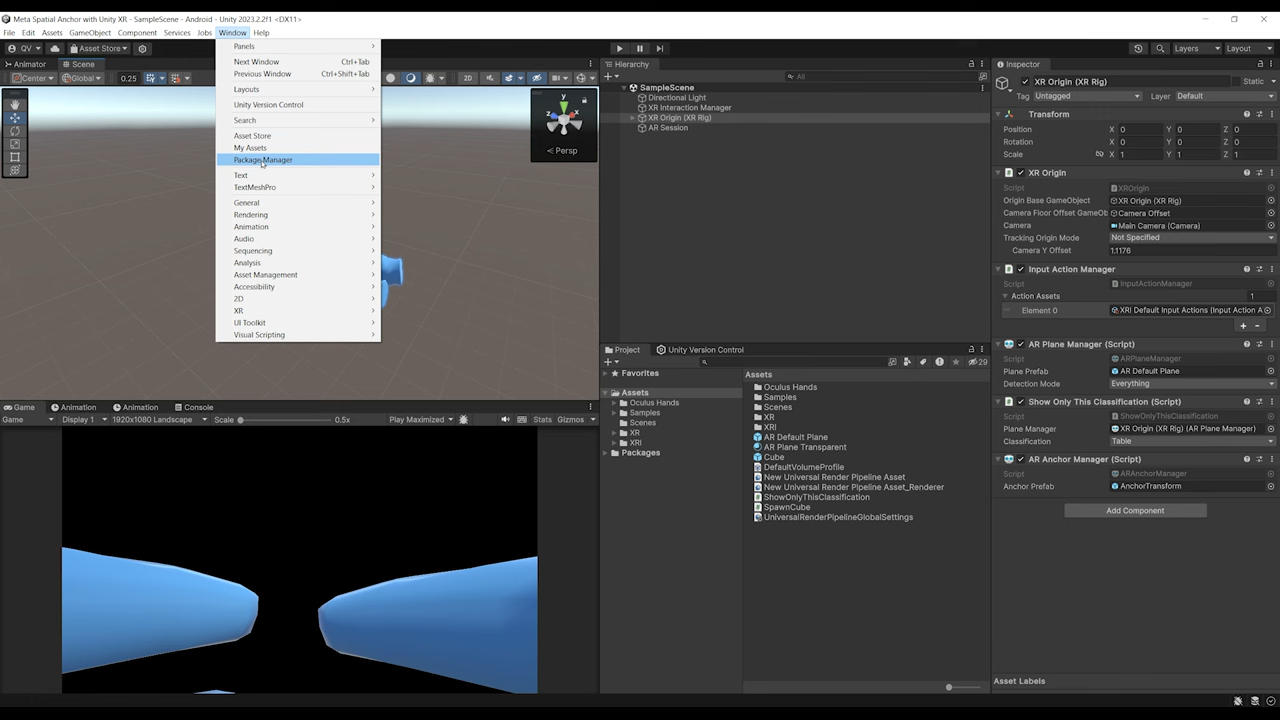 Meta Spatial Anchor with Unity XR - SampleScene - Android - Unity 2023.2.2f1 <DX11>
File Edit Assets GameObject Component Services Jobs Window Help
QV Asset Store Layers Layout
Animator Scene
Center Global 0.25 2D
y
z x
< Persp
Panels
Next Window Ctrl+Tab
Previous Window Ctrl+Shift+Tab
Layouts
Unity Version Control
Search
Asset Store
My Assets
Package Manager
Text
TextMeshPro
General
Rendering
Animation
Audio
Sequencing
Analysis
Asset Management
Accessibility
2D
XR
UI Toolkit
Visual Scripting
Hierarchy
All
SampleScene
Directional Light
XR Interaction Manager
XR Origin (XR Rig)
AR Session
Game Animation Animation Console
Game Display 1 1920x1080 Landscape Scale 0.5x Play Maximized Stats Gizmos
Project Unity Version Control
29
Favorites
Assets
Oculus Hands
Samples
Scenes
XR
XRI
Packages
Assets
Oculus Hands
Samples
Scenes
XR
XRI
AR Default Plane
AR Plane Transparent
Cube
DefaultVolumeProfile
New Universal Render Pipeline Asset
New Universal Render Pipeline Asset_Renderer
ShowOnlyThisClassification
SpawnCube
UniversalRenderPipelineGlobalSettings
Inspector
XR Origin (XR Rig) Static
Tag Untagged Layer Default
Transform
Position X 0 Y 0 Z 0
Rotation X 0 Y 0 Z 0
Scale X 1 Y 1 Z 1
XR Origin
Script XROrigin
Origin Base GameObject XR Origin (XR Rig)
Camera Floor Offset GameOb Camera Offset
Camera Main Camera (Camera)
Tracking Origin Mode Not Specified
Camera Y Offset 1.1176
Input Action Manager
Script InputActionManager
Action Assets 1
Element 0 XRI Default Input Actions (Input Action A
+ -
AR Plane Manager (Script)
Script ARPlaneManager
Plane Prefab AR Default Plane
Detection Mode Everything
Show Only This Classification (Script)
Script ShowOnlyThisClassification
Plane Manager XR Origin (XR Rig) (AR Plane Manager)
Classification Table
AR Anchor Manager (Script)
Script ARAnchorManager
Anchor Prefab AnchorTransform
Add Component
Asset Labels